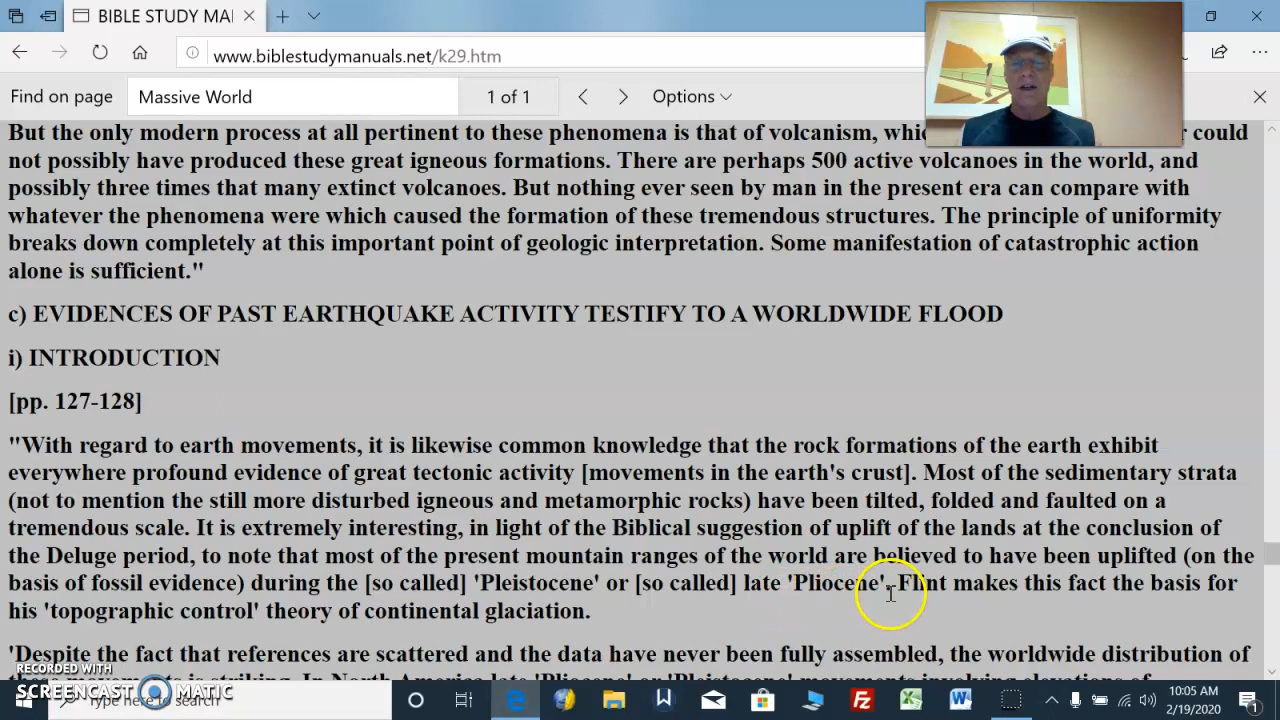 BIBLE STUDY MA
www.biblestudymanuals.net/k29.htm
Find on page
Massive World
1 of 1
Options
But the only modern process at all pertinent to these phenomena is that of volcanism, could
not possibly have produced these great igneous formations. There are perhaps 500 active volcanoes in the world, and
possibly three times that many extinct volcanoes. But nothing ever seen by man in the present era can compare with
whatever the phenomena were which caused the formation of these tremendous structures. The principle of uniformity
breaks down completely at this important point of geologic interpretation. Some manifestation of catastrophic action
alone is sufficient."
c) EVIDENCES OF PAST EARTHQUAKE ACTIVITY TESTIFY TO A WORLDWIDE FLOOD
i) INTRODUCTION
[pp. 127-128]
"With regard to earth movements, it is likewise common knowledge that the rock formations of the earth exhibit
everywhere profound evidence of great tectonic activity [movements in the earth's crust]. Most of the sedimentary strata
(not to mention the still more disturbed igneous and metamorphic rocks) have been tilted, folded and faulted on a
tremendous scale. It is extremely interesting, in light of the Biblical suggestion of uplift of the lands at the conclusion of
the Deluge period, to note that most of the present mountain ranges of the world are believed to have been uplifted (on the
basis of fossil evidence) during the [so called] 'Pleistocene' or [so called] late 'Pliocene'. Flint makes this fact the basis for
his 'topographic control' theory of continental glaciation.
'Despite the fact that references are scattered and the data have never been fully assembled, the worldwide distribution of
RECORDED WITH
SCREENCAST MATIC
Type here to search
10:05 AM
2/19/2020